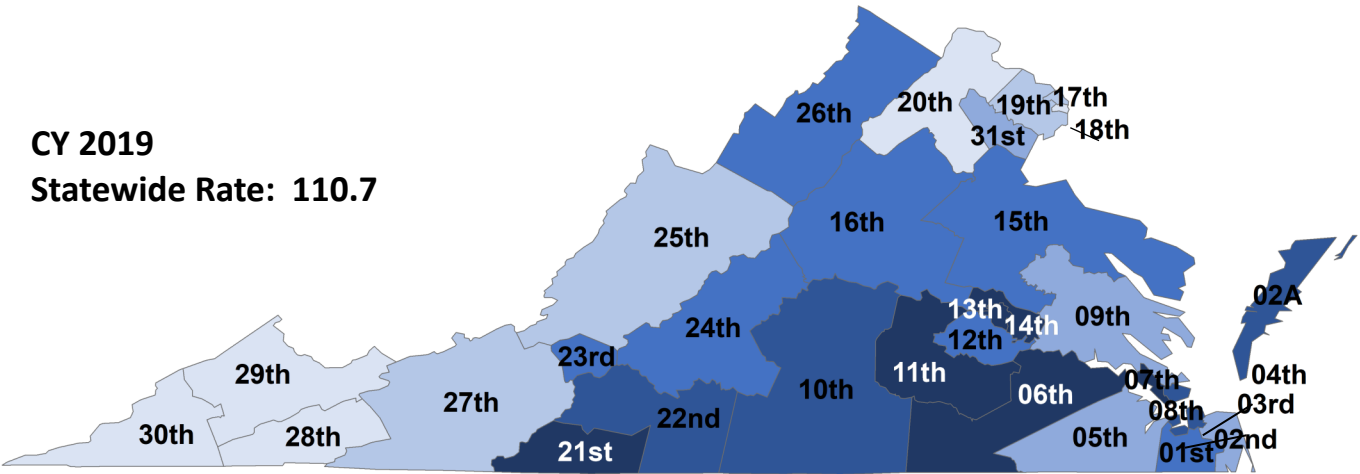 CY 2019
Statewide Rate: 110.7
26th
20th
19th
17th
18th
31st
25th
16th
15th
02A
24th
13th
14th
09th
12th
23rd
29th
11th
10th
06th
07th
04th
03rd
08th
27th
22nd
30th
28th
21st
05th
01st
02nd